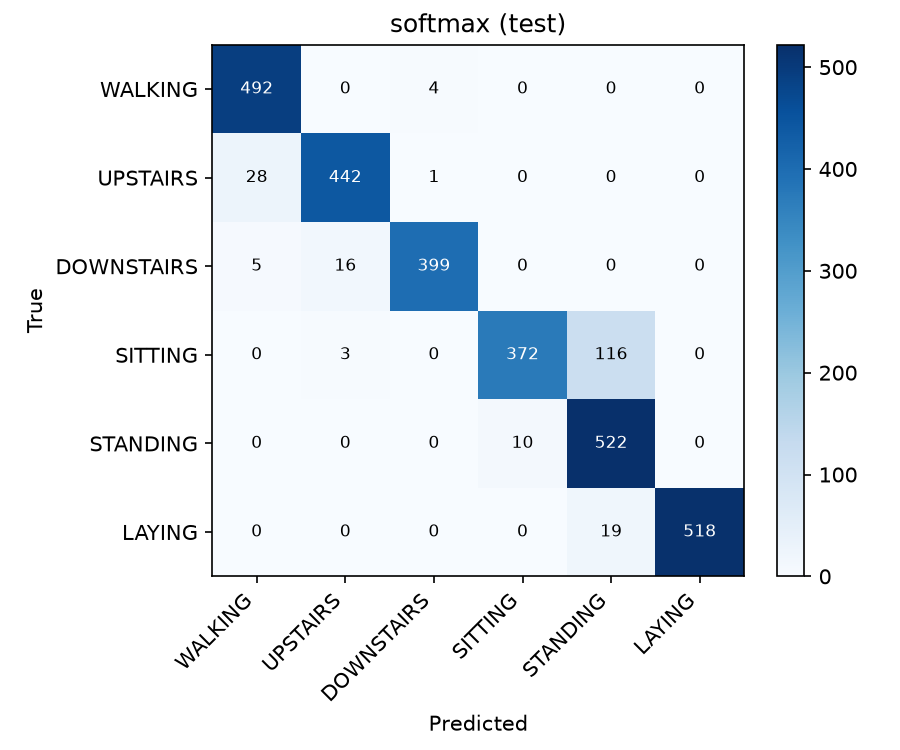 softmax (test)
WALKING 492 0 4 0 0 0
UPSTAIRS 28 442 1 0 0 0
DOWNSTAIRS 5 16 399 0 0 0
SITTING 0 3 0 372 116 0
STANDING 0 0 0 10 522 0
LAYING 0 0 0 0 19 518
True
WALKING UPSTAIRS DOWNSTAIRS SITTING STANDING LAYING
Predicted
500
400
300
200
100
0